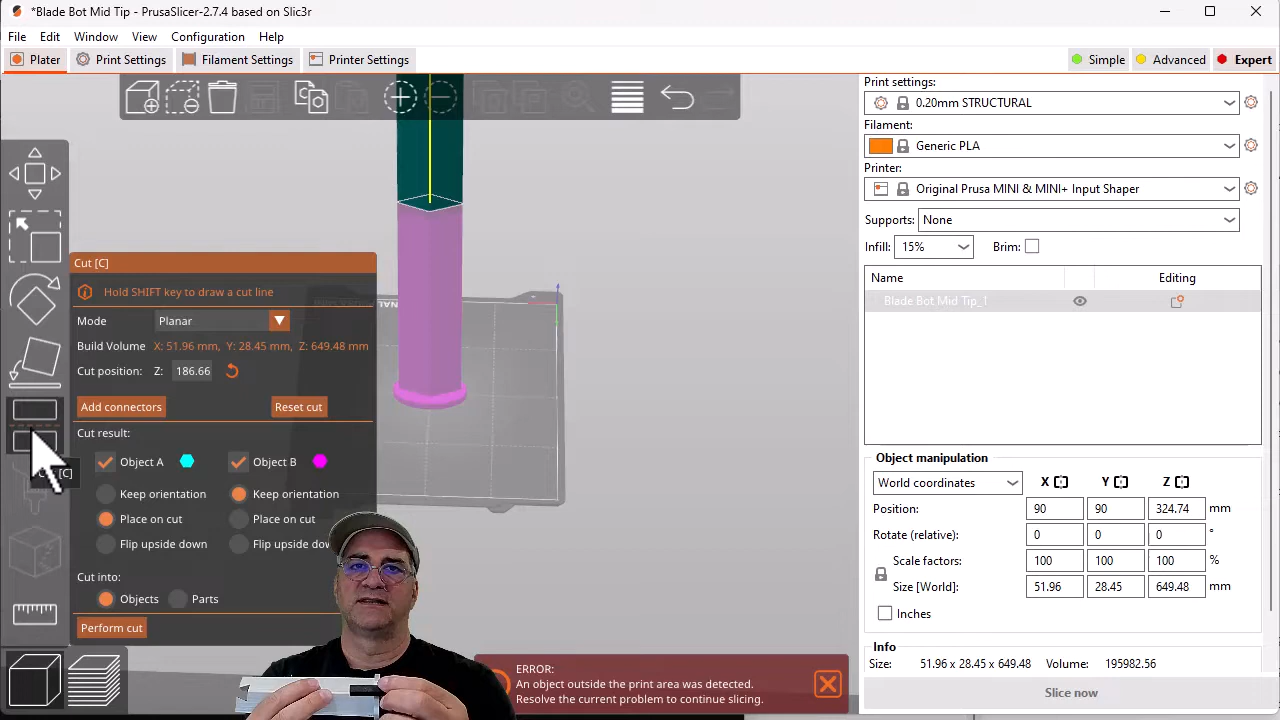 *Blade Bot Mid Tip - PrusaSlicer-2.7.4 based on Slic3r
File Edit Window View Configuration Help
Plater Print Settings Filament Settings Printer Settings Simple Advanced Expert
Print settings:
0.20mm STRUCTURAL
Filament:
Generic PLA
Printer:
Original Prusa MINI & MINI+ Input Shaper
Supports: None
Infill: 15% Brim:
Name Editing
Blade Bot Mid Tip_1
Cut [C]
Hold SHIFT key to draw a cut line
Mode Planar
Build Volume X: 51.96 mm, Y: 28.45 mm, Z: 649.48 mm
Cut position: Z: 186.66
Add connectors Reset cut
Cut result:
Object A Object B
Keep orientation Keep orientation
Place on cut Place on cut
Flip upside down Flip upside dow
Cut into:
Objects Parts
Perform cut
[C]
Object manipulation
World coordinates X Y Z
Position: 90 90 324.74 mm
Rotate (relative): 0 0 0 °
Scale factors: 100 100 100 %
Size [World]: 51.96 28.45 649.48 mm
Inches
Info
Size: 51.96 x 28.45 x 649.48 Volume: 195982.56
Slice now
ERROR:
An object outside the print area was detected.
Resolve the current problem to continue slicing.